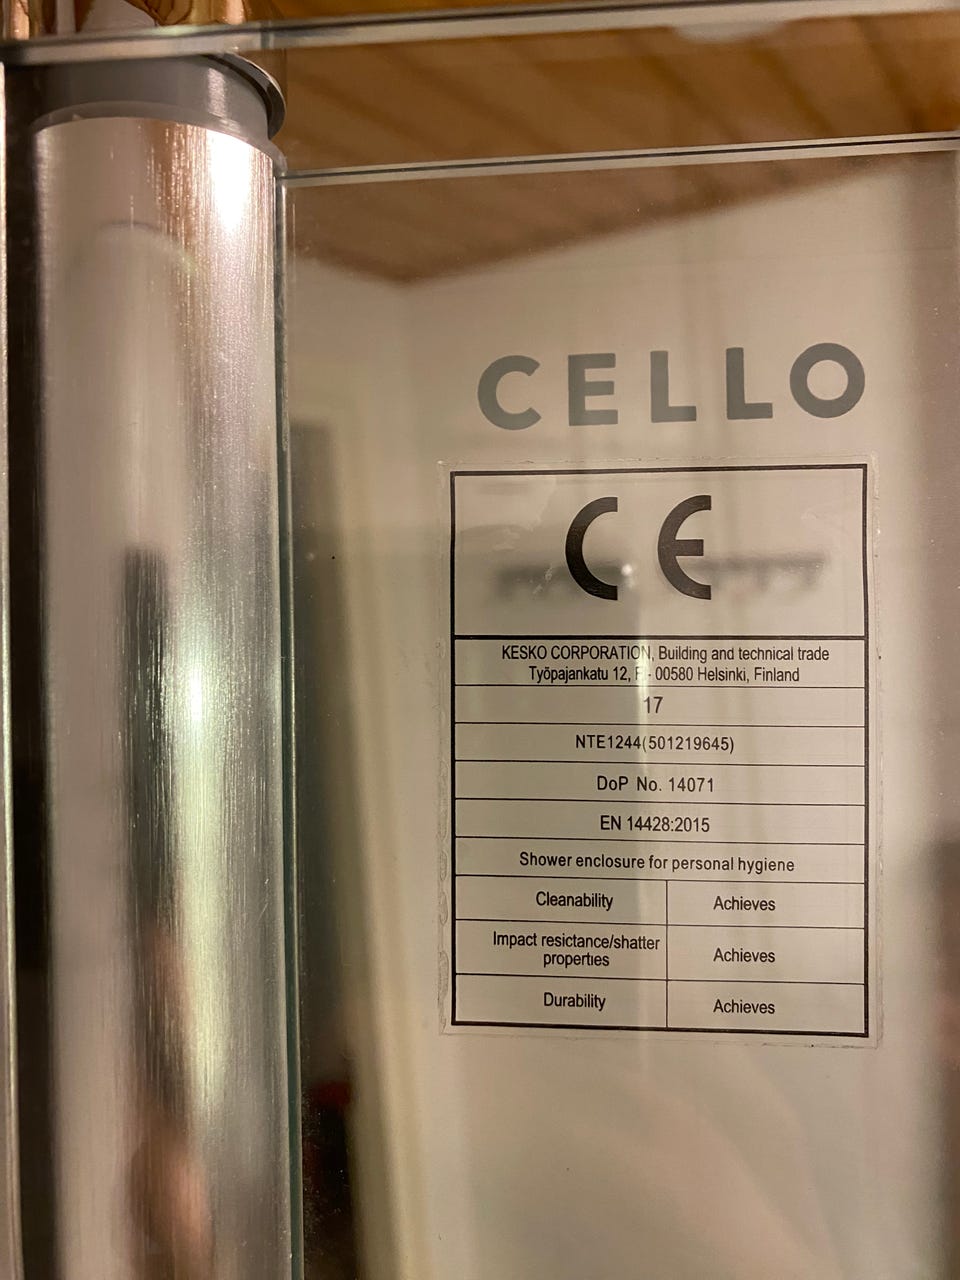 CELLO
CE
KESKO CORPORATION, Building and technical trade
Työpajankatu 12, FI - 00580 Helsinki, Finland
17
NTE1244(501219645)
DoP No. 14071
EN 14428:2015
Shower enclosure for personal hygiene
Cleanability Achieves
Impact resictance/shatter
properties Achieves
Durability Achieves